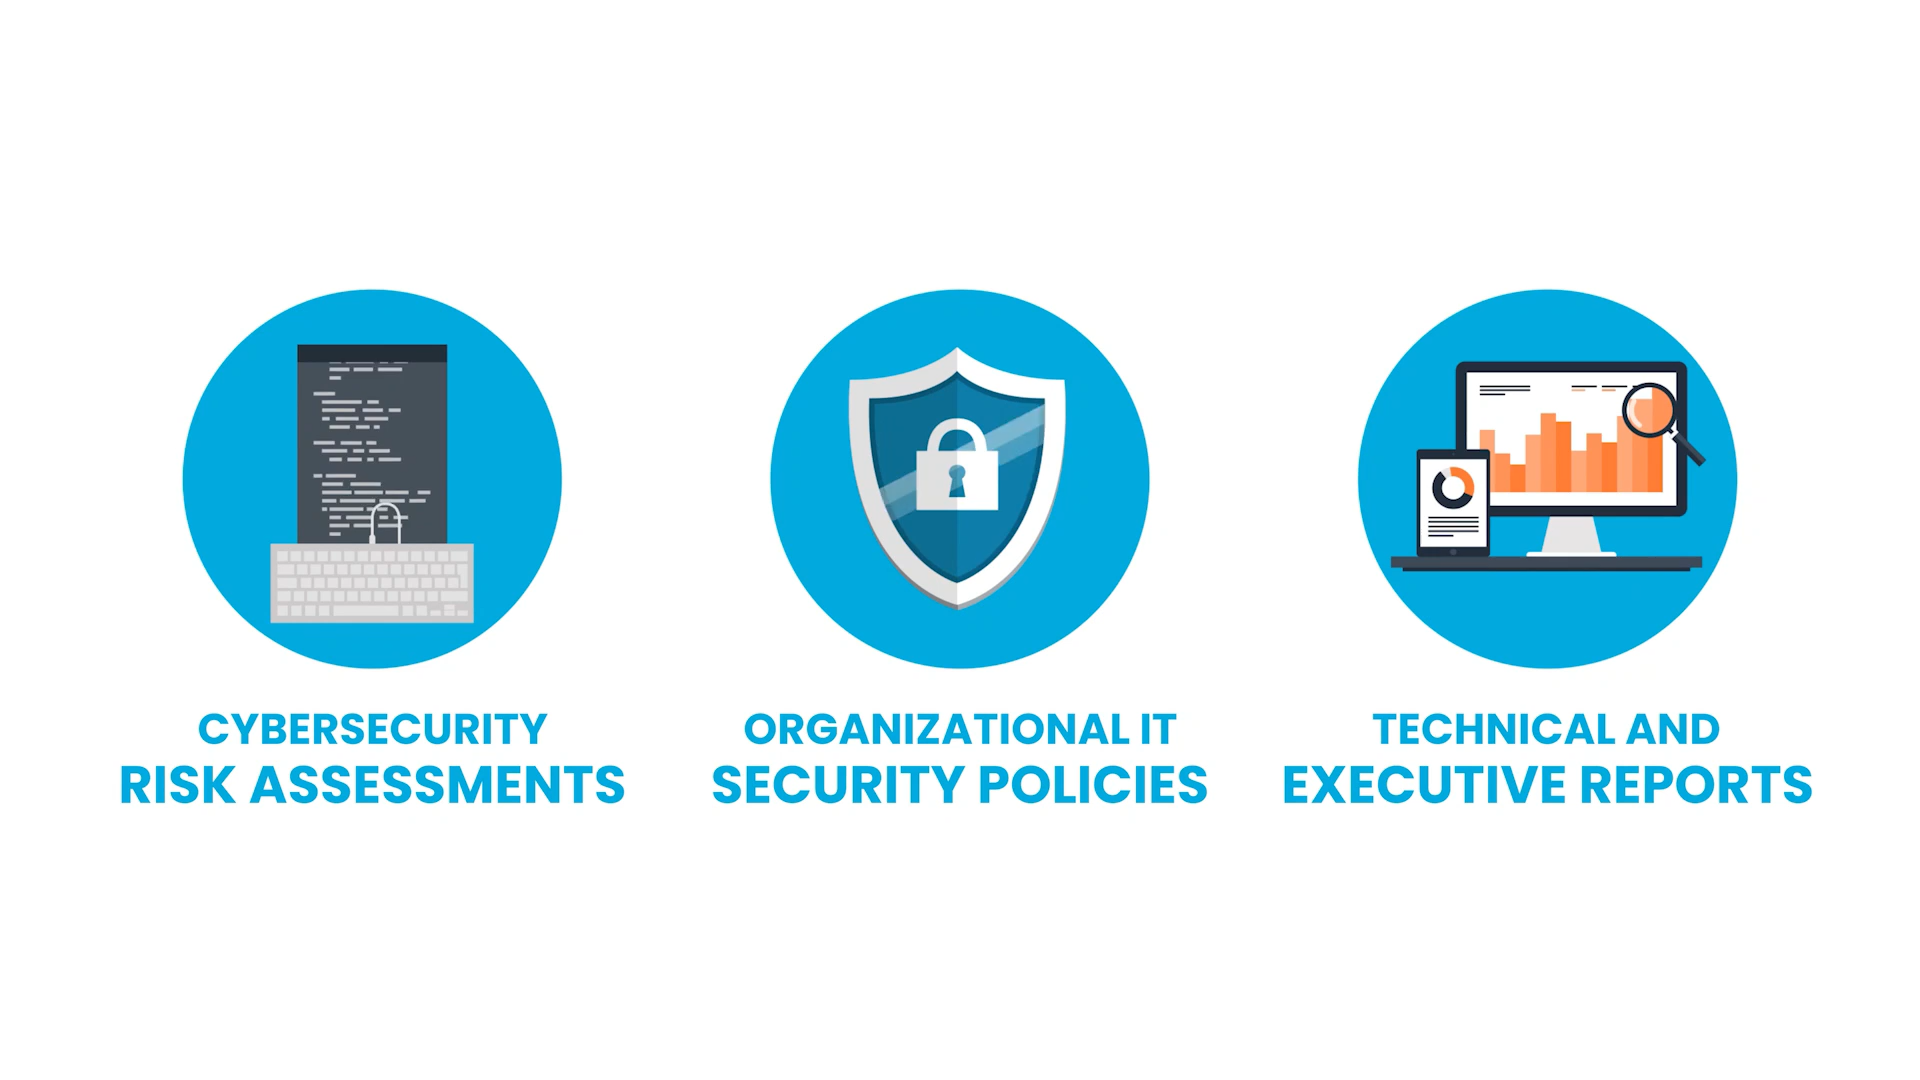 CYBERSECURITY
RISK ASSESSMENTS
ORGANIZATIONAL IT
SECURITY POLICIES
TECHNICAL AND
EXECUTIVE REPORTS